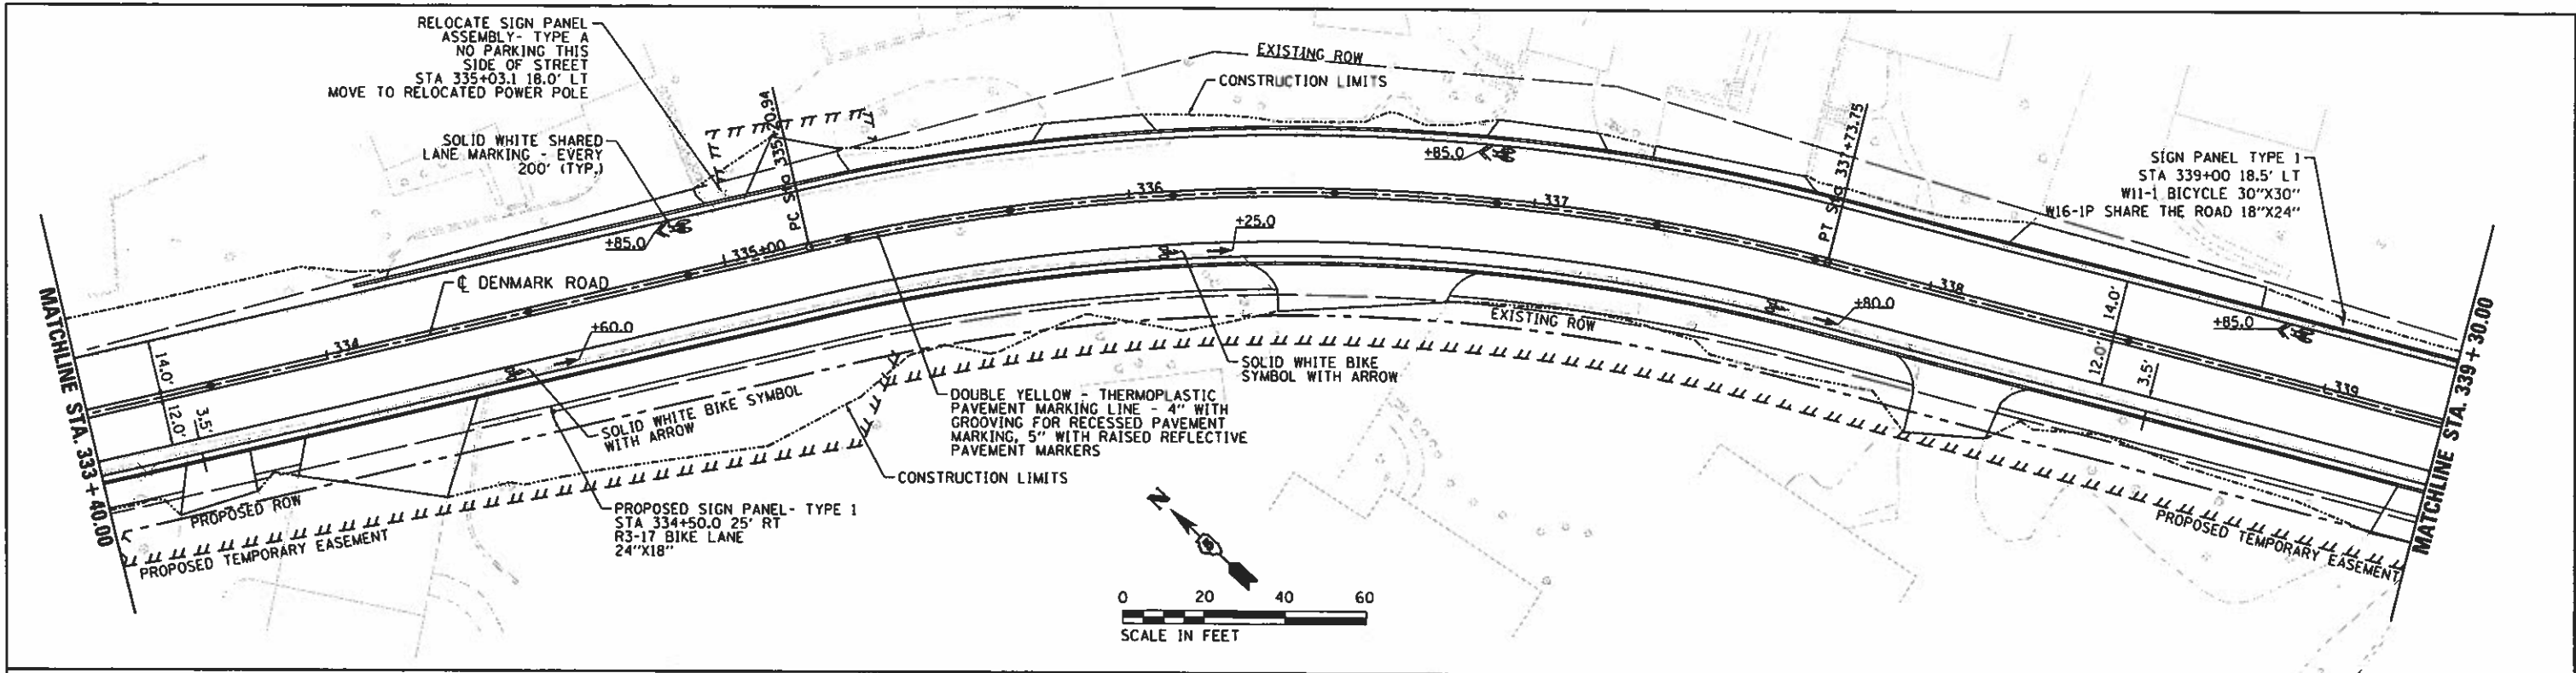 RELOCATE SIGN PANEL
ASSEMBLY- TYPE A
NO PARKING THIS
SIDE OF STREET
STA 335+03.1 18.0' LT
MOVE TO RELOCATED POWER POLE
SOLID WHITE SHARED
LANE MARKING - EVERY
200' (TYP.)
EXISTING ROW
CONSTRUCTION LIMITS
PC Sta 335+20.94
PT Sta 337+73.75
SIGN PANEL TYPE 1
STA 339+00 18.5' LT
W11-1 BICYCLE 30"X30"
W16-1P SHARE THE ROAD 18"X24"
+85.0
+85.0
+85.0
334
335+00
336
337
338
339
℄ DENMARK ROAD
+60.0
+25.0
+80.0
14.0'
12.0'
3.5'
14.0'
12.0'
3.5'
MATCHLINE STA. 333+40.00
MATCHLINE STA. 339+30.00
EXISTING ROW
SOLID WHITE BIKE
SYMBOL WITH ARROW
SOLID WHITE BIKE SYMBOL
WITH ARROW
DOUBLE YELLOW - THERMOPLASTIC
PAVEMENT MARKING LINE - 4" WITH
GROOVING FOR RECESSED PAVEMENT
MARKING, 5" WITH RAISED REFLECTIVE
PAVEMENT MARKERS
CONSTRUCTION LIMITS
PROPOSED ROW
PROPOSED TEMPORARY EASEMENT
PROPOSED SIGN PANEL- TYPE 1
STA 334+50.0 25' RT
R3-17 BIKE LANE
24"X18"
PROPOSED TEMPORARY EASEMENT
N
0 20 40 60
SCALE IN FEET